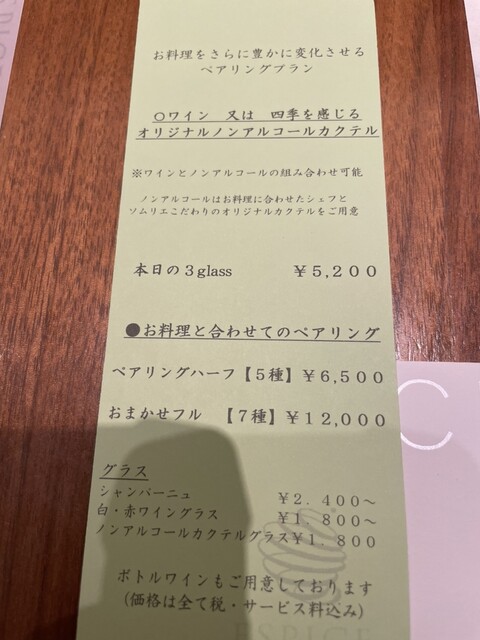 お料理をさらに豊かに変化させる
ペアリングプラン
○ワイン　又は　四季を感じる
オリジナルノンアルコールカクテル
※ワインとノンアルコールの組み合わせ可能
ノンアルコールはお料理に合わせたシェフと
ソムリエこだわりのオリジナルカクテルをご用意
本日の３glass　￥５,２００
●お料理と合わせてのペアリング
ペアリングハーフ【５種】￥６,５００
おまかせフル　【７種】￥１２,０００
グラス
シャンパーニュ　￥２．４００～
白・赤ワイングラス　￥１．８００～
ノンアルコールカクテルグラス￥１．８００
ボトルワインもご用意しております
(価格は全て税・サービス料込み)